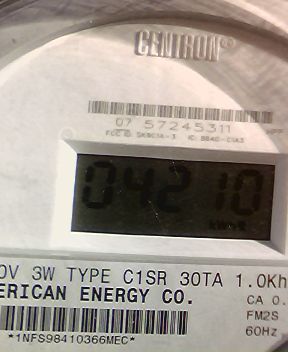 CENTRON®
07 57245311
04210
0V 3W TYPE C1SR 30TA 1.0Kh
ERICAN ENERGY CO.
CA 0.
FM2S
60Hz
*1NFS98410366MEC*